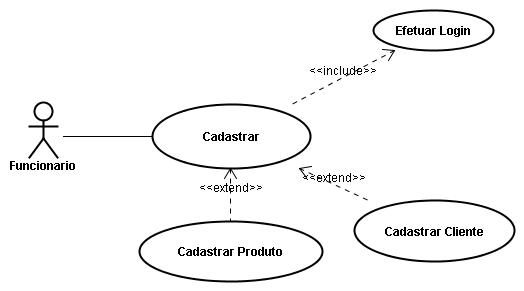 Efetuar Login
<<include>>
Cadastrar
Funcionario
<<extend>>
<<extend>>
Cadastrar Cliente
Cadastrar Produto